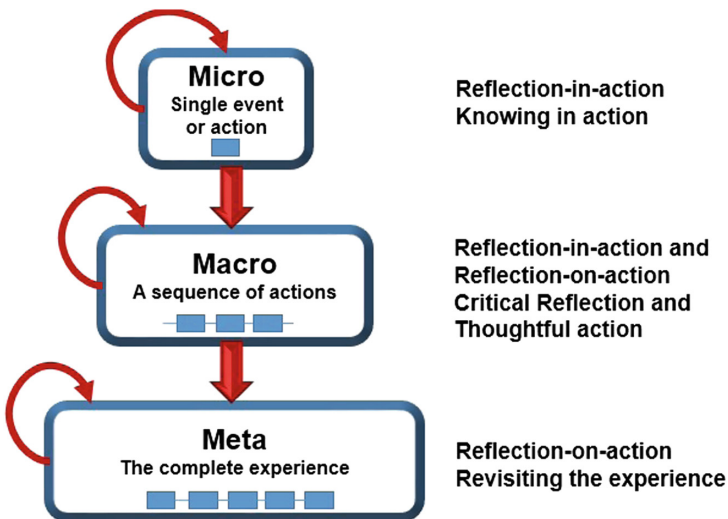 Micro
Single event
or action
Reflection-in-action
Knowing in action
Macro
A sequence of actions
Reflection-in-action and
Reflection-on-action
Critical Reflection and
Thoughtful action
Meta
The complete experience
Reflection-on-action
Revisiting the experience